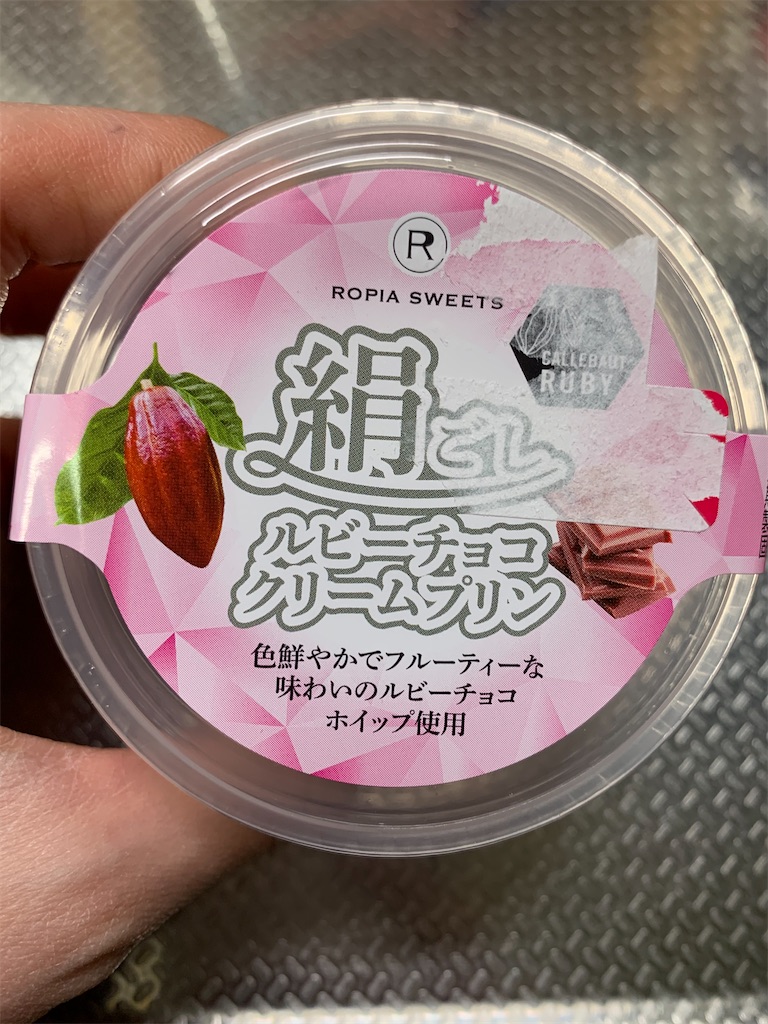 R
ROPIA SWEETS
CALLEBAUT
RUBY
絹ごし
ルビーチョコ
クリームプリン
色鮮やかでフルーティーな
味わいのルビーチョコ
ホイップ使用